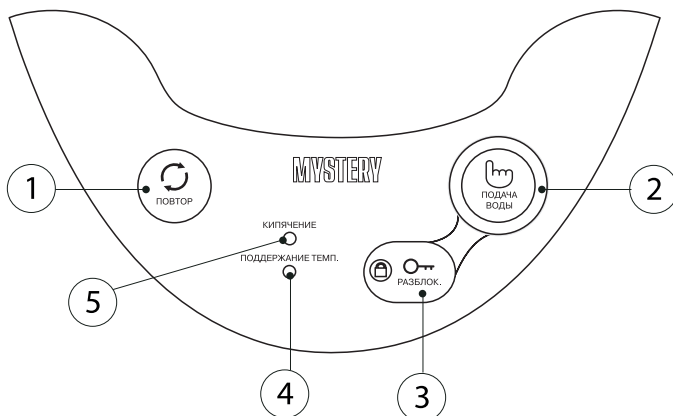 MYSTERY
1
ПОВТОР
ПОДАЧА
ВОДЫ
2
КИПЯЧЕНИЕ
ПОДДЕРЖАНИЕ ТЕМП.
РАЗБЛОК.
5
4
3